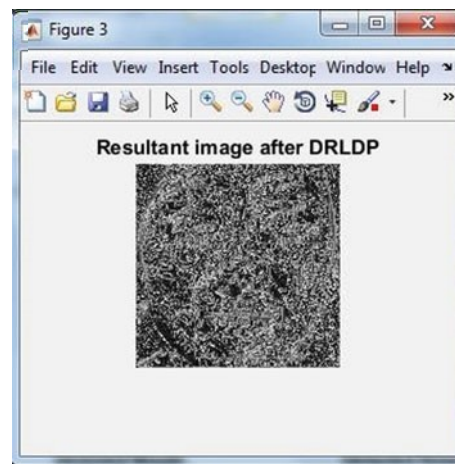 Figure 3
File Edit View Insert Tools Desktop Window Help
Resultant image after DRLDP